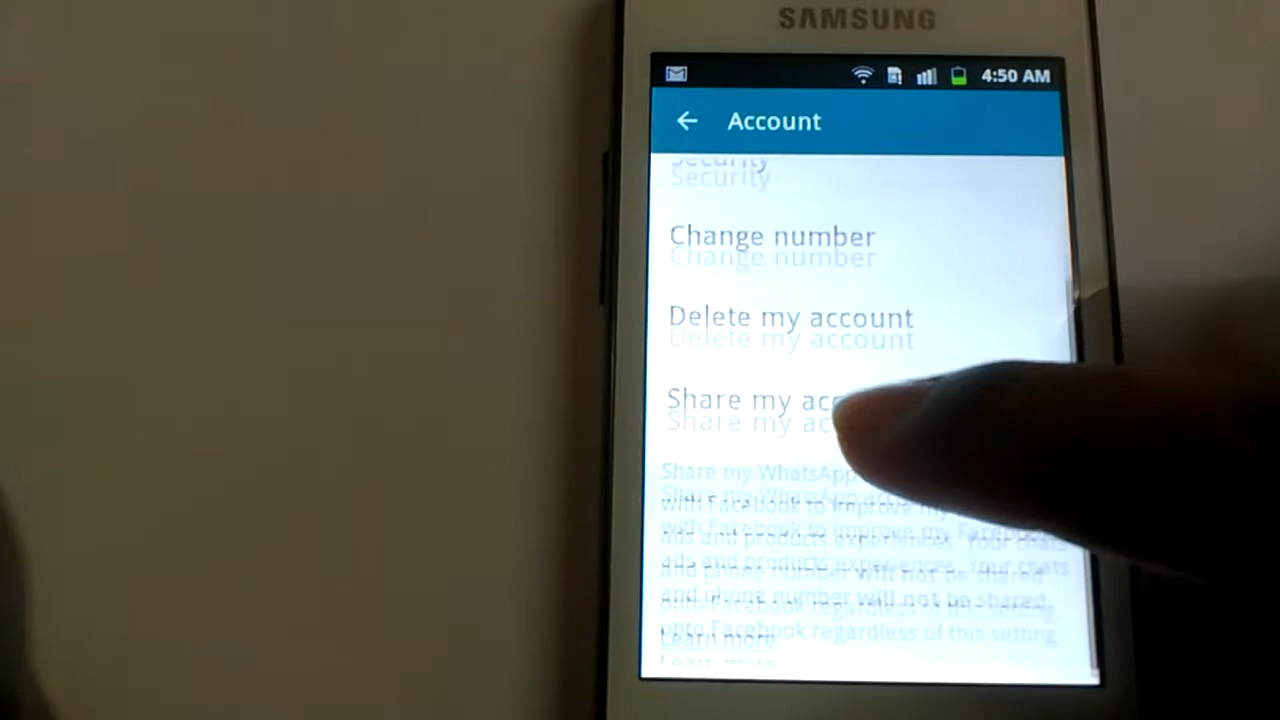 SAMSUNG
4:50 AM
Account
Security
Change number
Delete my account
Share my
Share my WhatsApp
with Facebook to improve my Facebook
ads and products experiences. Your chats
and phone number will not be shared
onto Facebook regardless of this setting.
Learn more